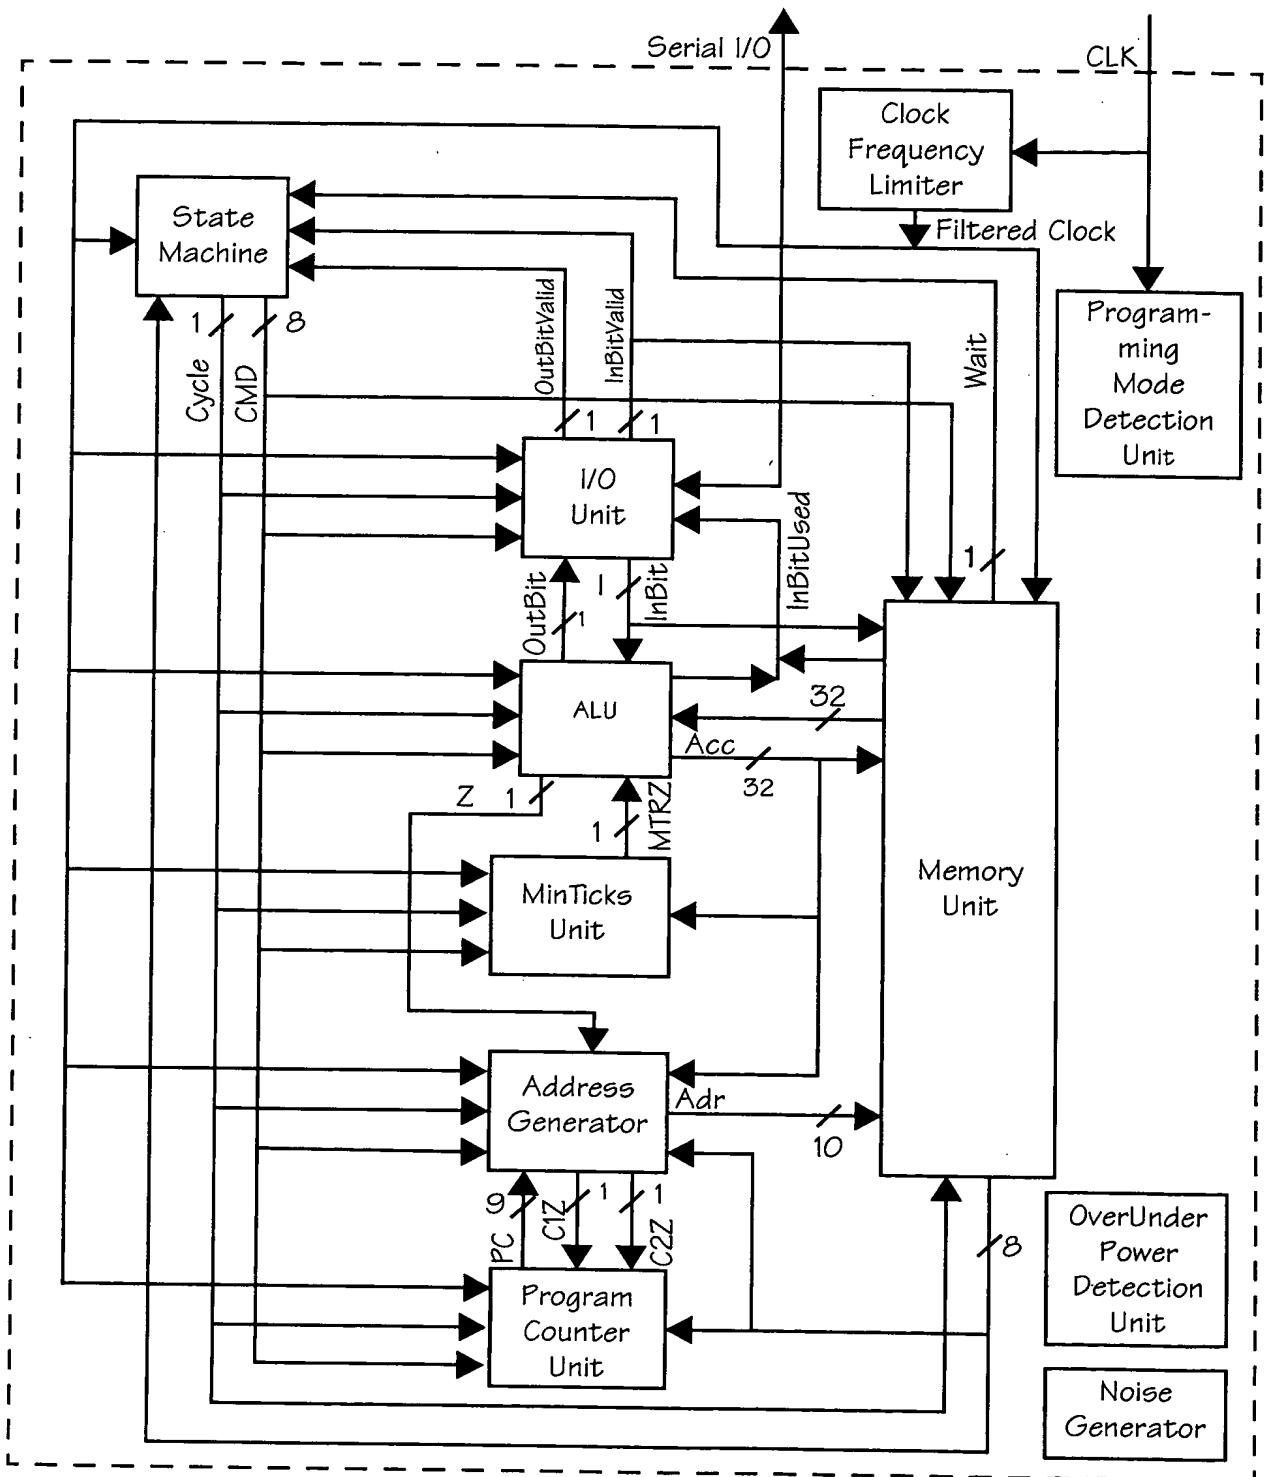 Serial I/O
CLK
Clock
Frequency
Limiter
Filtered Clock
State
Machine
Program-
ming
Mode
Detection
Unit
1
8
Cycle
CMD
OutBitValid
InBitValid
Wait
1
1
1
I/O
Unit
InBitUsed
OutBit
1
1
InBit
ALU
32
Acc
32
Z
1
1
MTRZ
MinTicks
Unit
Memory
Unit
Address
Generator
Adr
10
9
PC
C1Z
1
1
C2Z
8
Program
Counter
Unit
OverUnder
Power
Detection
Unit
Noise
Generator